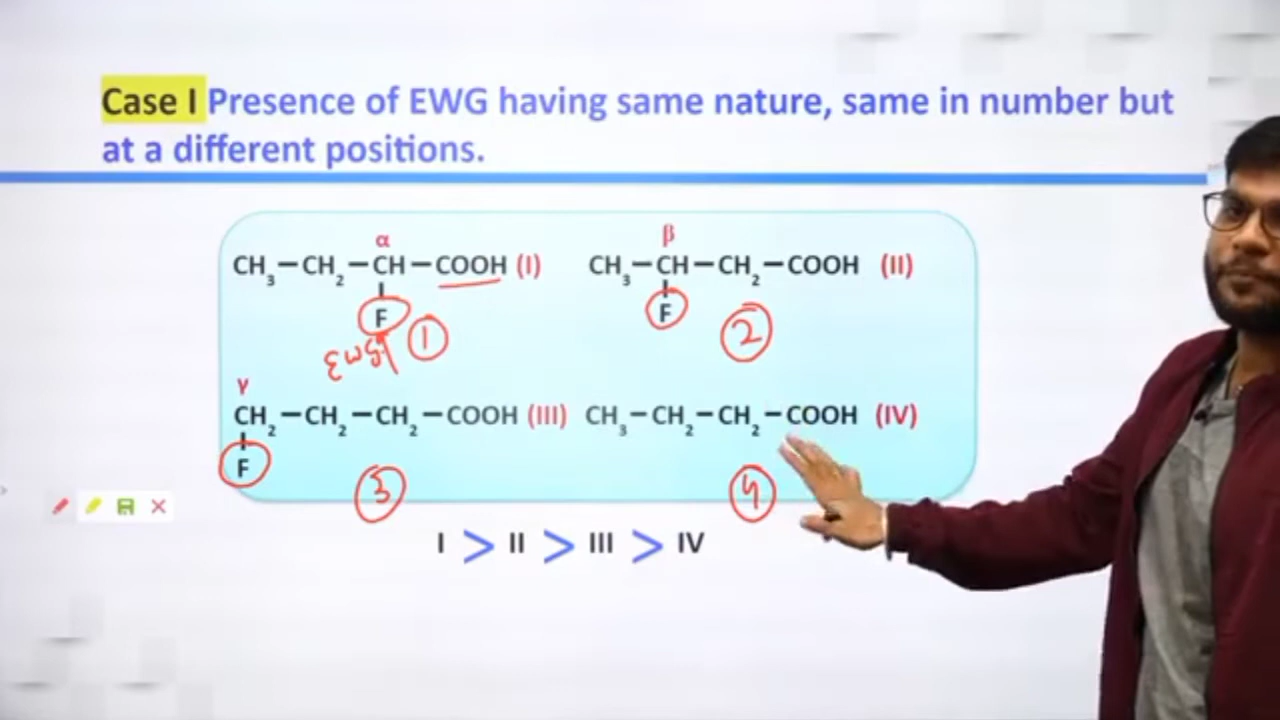 Case I Presence of EWG having same nature, same in number but
at a different positions.
α
CH₃−CH₂−CH−COOH (I)
F
EWG
1
β
CH₃−CH−CH₂−COOH (II)
F
2
γ
CH₂−CH₂−CH₂−COOH (III)
F
3
CH₃−CH₂−CH₂−COOH (IV)
4
I > II > III > IV